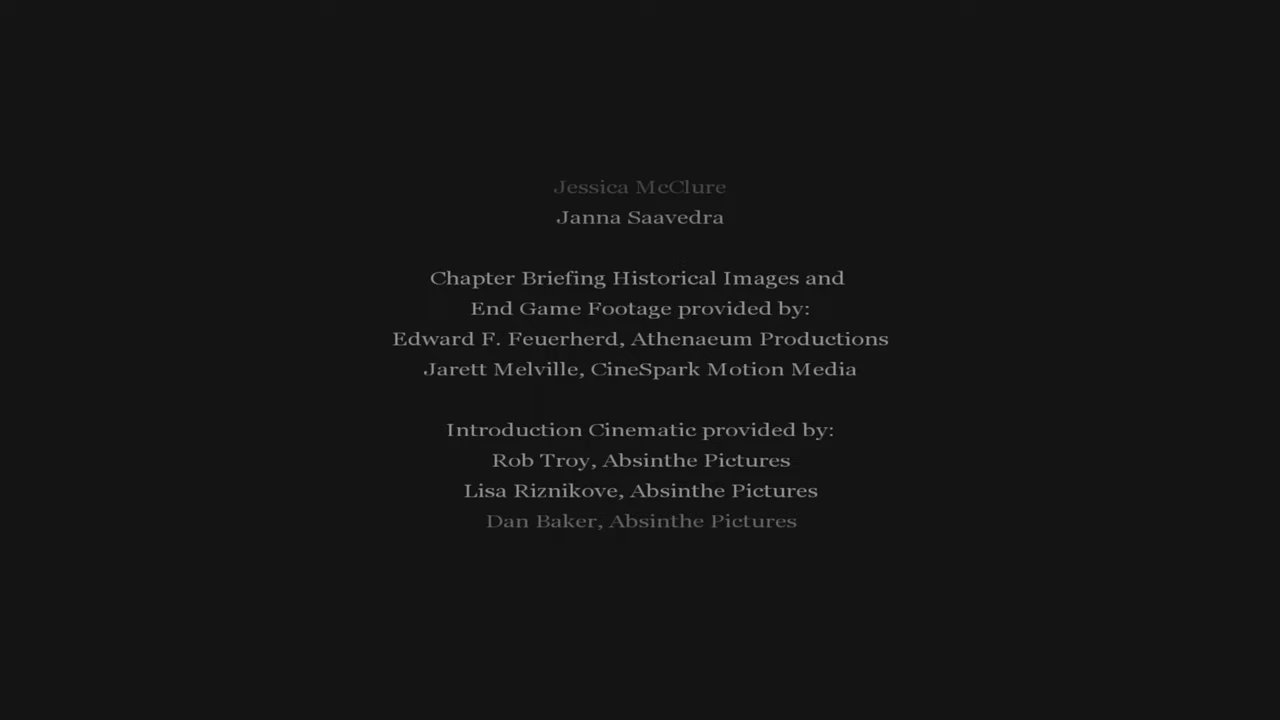 Jessica McClure
Janna Saavedra
Chapter Briefing Historical Images and
End Game Footage provided by:
Edward F. Feuerherd, Athenaeum Productions
Jarett Melville, CineSpark Motion Media
Introduction Cinematic provided by:
Rob Troy, Absinthe Pictures
Lisa Riznikove, Absinthe Pictures
Dan Baker, Absinthe Pictures